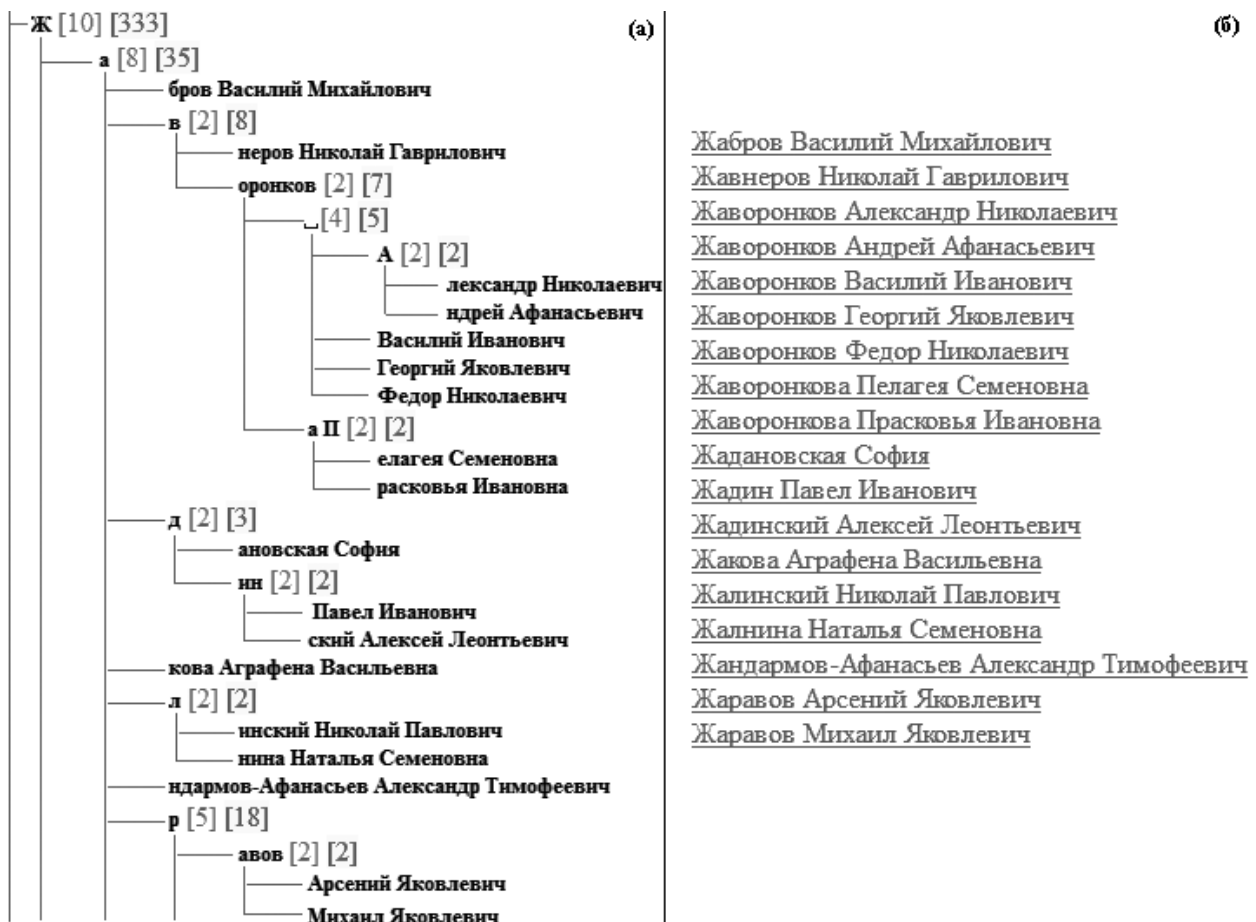 Ж [10] [333]
(а)
а [8] [35]
бров Василий Михайлович
в [2] [8]
неров Николай Гаврилович
оронков [2] [7]
␣[4] [5]
А [2] [2]
лександр Николаевич
ндрей Афанасьевич
Василий Иванович
Георгий Яковлевич
Федор Николаевич
а П [2] [2]
елагея Семеновна
расковья Ивановна
д [2] [3]
ановская София
ин [2] [2]
Павел Иванович
ский Алексей Леонтьевич
кова Аграфена Васильевна
л [2] [2]
инский Николай Павлович
нина Наталья Семеновна
ндармов-Афанасьев Александр Тимофеевич
р [5] [18]
авов [2] [2]
Арсений Яковлевич
Михаил Яковлевич
(б)
Жабров Василий Михайлович
Жавнеров Николай Гаврилович
Жаворонков Александр Николаевич
Жаворонков Андрей Афанасьевич
Жаворонков Василий Иванович
Жаворонков Георгий Яковлевич
Жаворонков Федор Николаевич
Жаворонкова Пелагея Семеновна
Жаворонкова Прасковья Ивановна
Жадановская София
Жадин Павел Иванович
Жадинский Алексей Леонтьевич
Жакова Аграфена Васильевна
Жалинский Николай Павлович
Жалнина Наталья Семеновна
Жандармов-Афанасьев Александр Тимофеевич
Жаравов Арсений Яковлевич
Жаравов Михаил Яковлевич